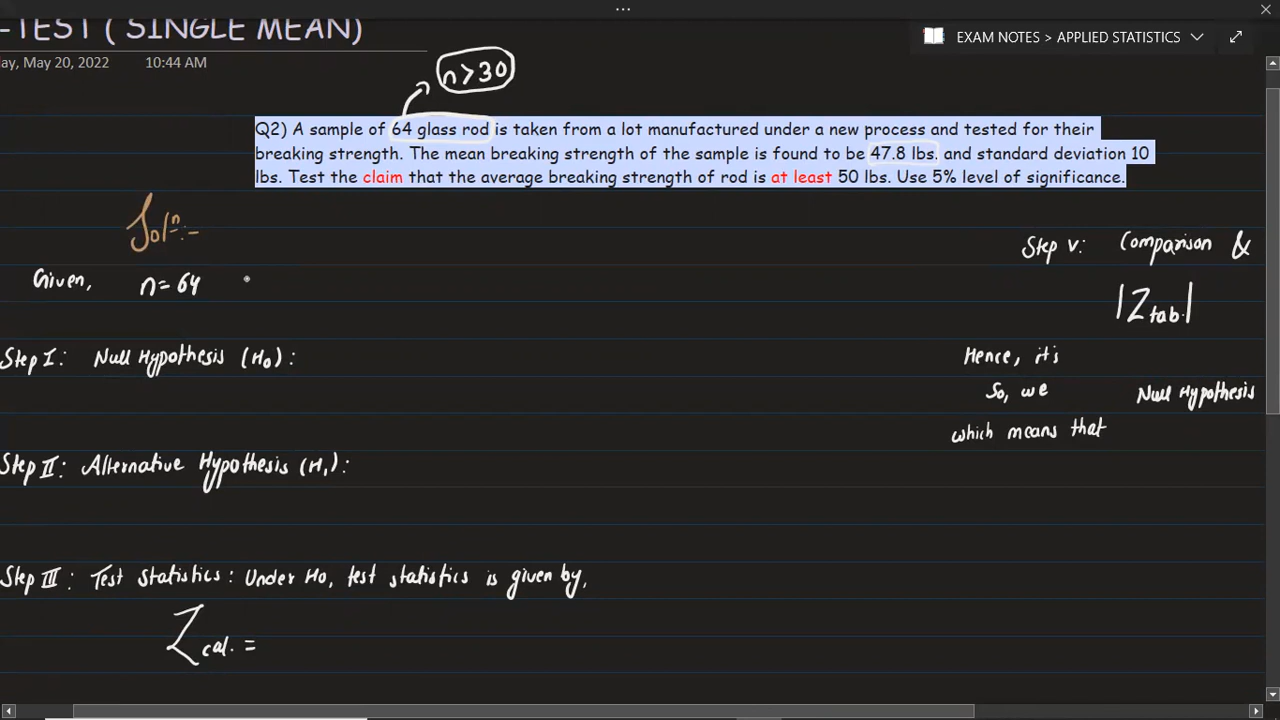 -TEST ( SINGLE MEAN)
ay, May 20, 2022 10:44 AM
EXAM NOTES > APPLIED STATISTICS
n>30
Q2) A sample of 64 glass rod is taken from a lot manufactured under a new process and tested for their
breaking strength. The mean breaking strength of the sample is found to be 47.8 lbs. and standard deviation 10
lbs. Test the claim that the average breaking strength of rod is at least 50 lbs. Use 5% level of significance.
Solⁿ:-
Given, n=64
Step I: Null Hypothesis (H₀):
Step II: Alternative Hypothesis (H₁):
Step III: Test Statistics: Under H₀, test statistics is given by,
Z cal. =
Step V: Comparison &
|Z tab.|
Hence, it's
So, we Null Hypothesis
which means that